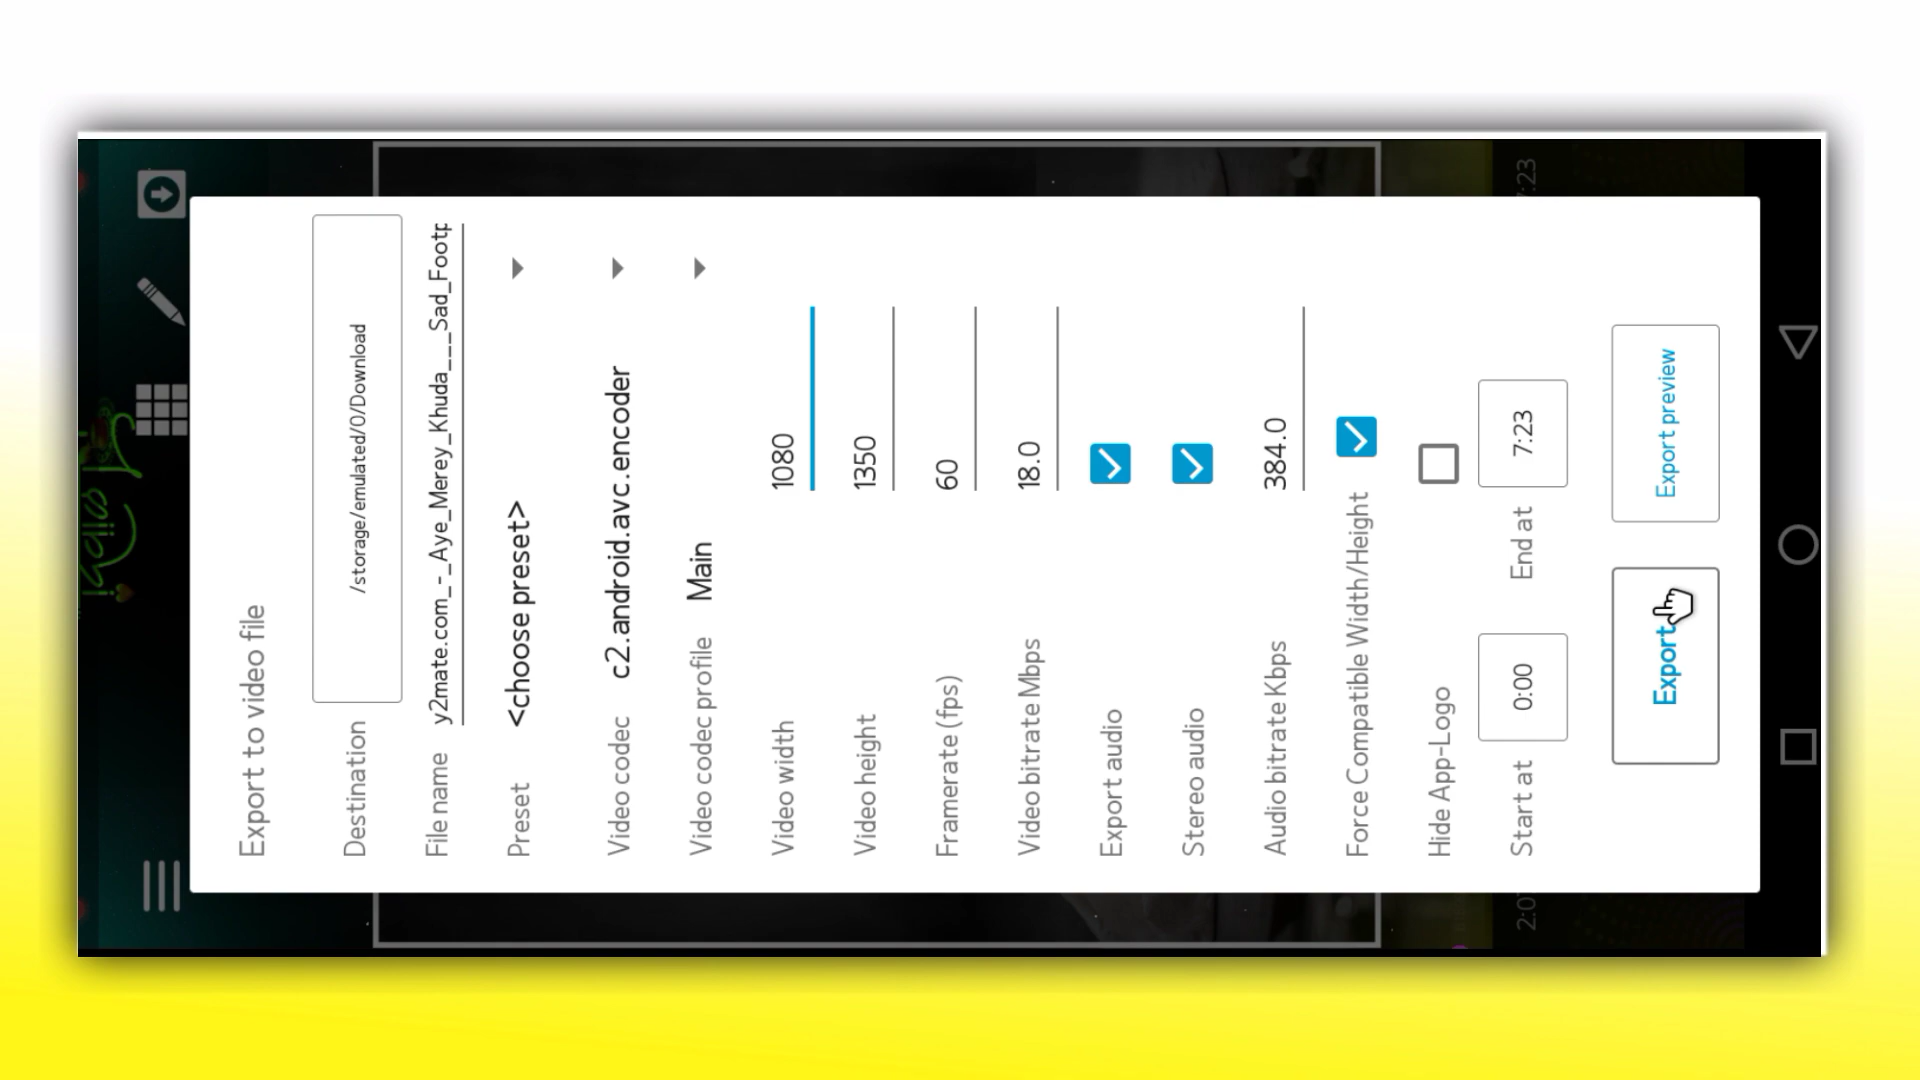 Export to video file
Destination /storage/emulated/0/Download
File name y2mate.com_-_Aye_Merey_Khuda___Sad_Footp
Preset <choose preset>
Video codec c2.android.avc.encoder
Video codec profile Main
Video width 1080
Video height 1350
Framerate (fps) 60
Video bitrate Mbps 18.0
Export audio
Stereo audio
Audio bitrate Kbps 384.0
Force Compatible Width/Height
Hide App-Logo
Start at 0:00 End at 7:23
Export Export preview